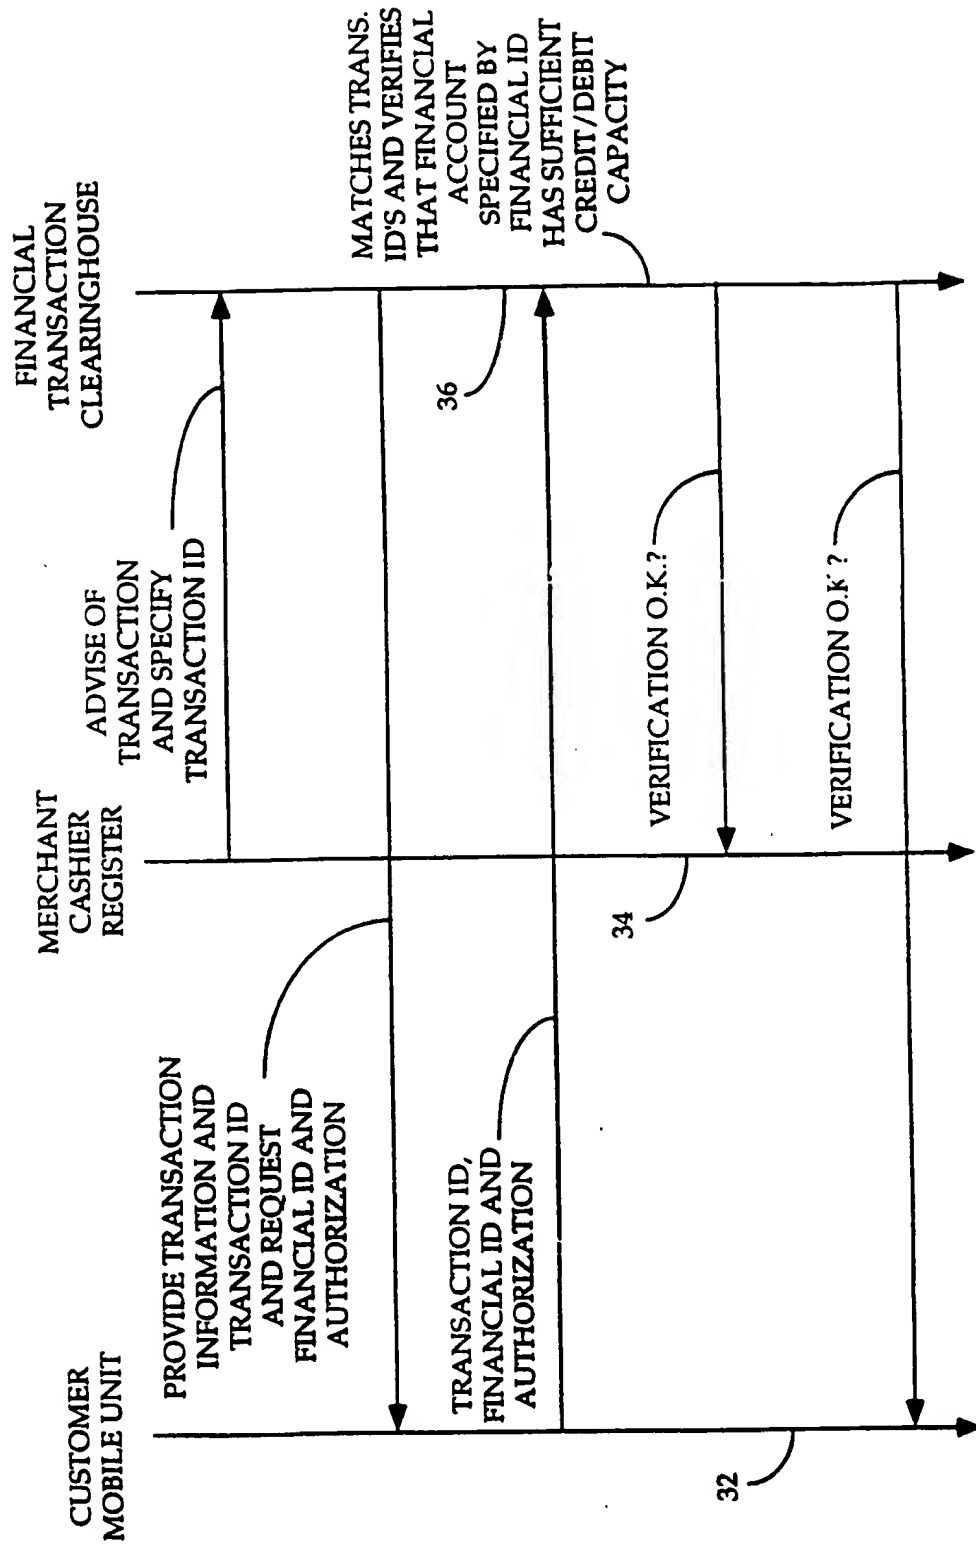 CUSTOMER
MOBILE UNIT
MERCHANT
CASHIER
REGISTER
FINANCIAL
TRANSACTION
CLEARINGHOUSE
ADVISE OF
TRANSACTION
AND SPECIFY
TRANSACTION ID
PROVIDE TRANSACTION
INFORMATION AND
TRANSACTION ID
AND REQUEST
FINANCIAL ID AND
AUTHORIZATION
36
MATCHES TRANS.
ID'S AND VERIFIES
THAT FINANCIAL
ACCOUNT
SPECIFIED BY
FINANCIAL ID
HAS SUFFICIENT
CREDIT / DEBIT
CAPACITY
TRANSACTION ID,
FINANCIAL ID AND
AUTHORIZATION
34
VERIFICATION O.K.?
32
VERIFICATION O.K ?